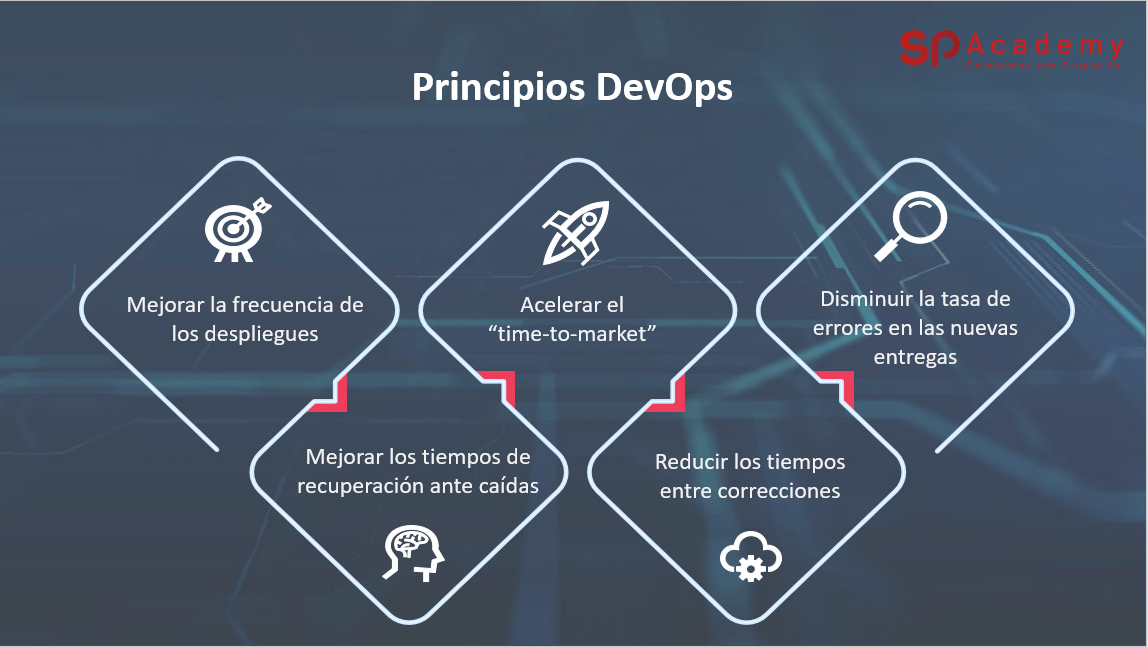 SP Academy
Principios DevOps
Mejorar la frecuencia de
los despliegues
Acelerar el
“time-to-market”
Disminuir la tasa de
errores en las nuevas
entregas
Mejorar los tiempos de
recuperación ante caídas
Reducir los tiempos
entre correcciones